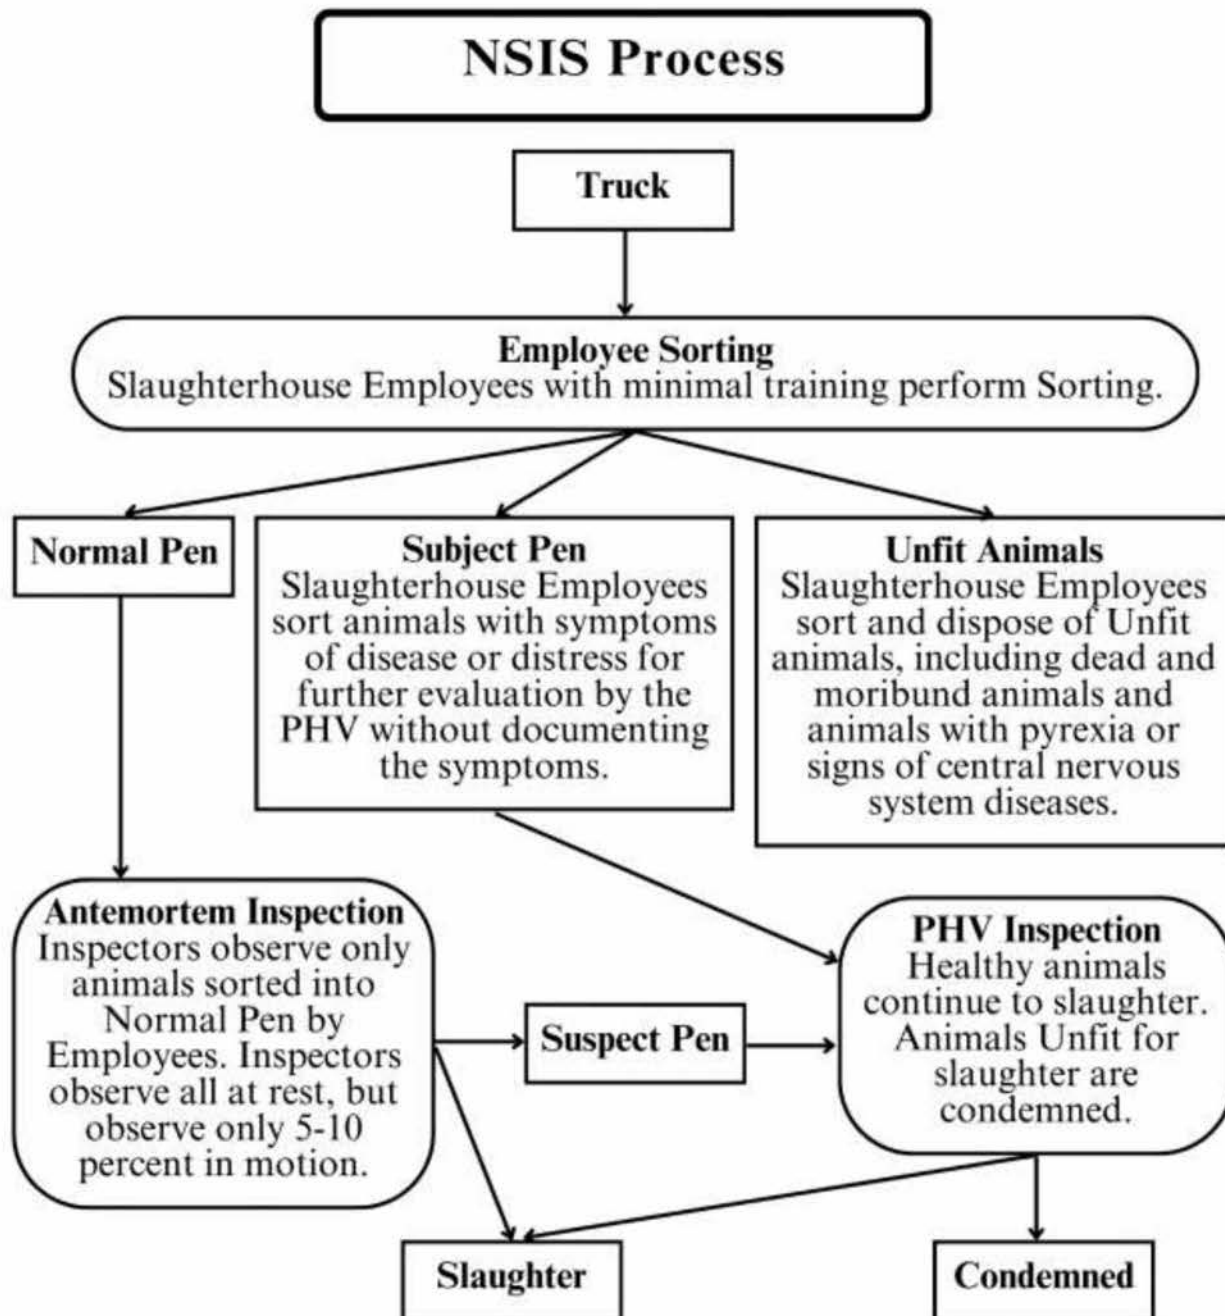 NSIS Process
Truck
Employee Sorting
Slaughterhouse Employees with minimal training perform Sorting.
Normal Pen
Subject Pen
Slaughterhouse Employees
sort animals with symptoms
of disease or distress for
further evaluation by the
PHV without documenting
the symptoms.
Unfit Animals
Slaughterhouse Employees
sort and dispose of Unfit
animals, including dead and
moribund animals and
animals with pyrexia or
signs of central nervous
system diseases.
Antemortem Inspection
Inspectors observe only
animals sorted into
Normal Pen by
Employees. Inspectors
observe all at rest, but
observe only 5-10
percent in motion.
Suspect Pen
PHV Inspection
Healthy animals
continue to slaughter.
Animals Unfit for
slaughter are
condemned.
Slaughter
Condemned